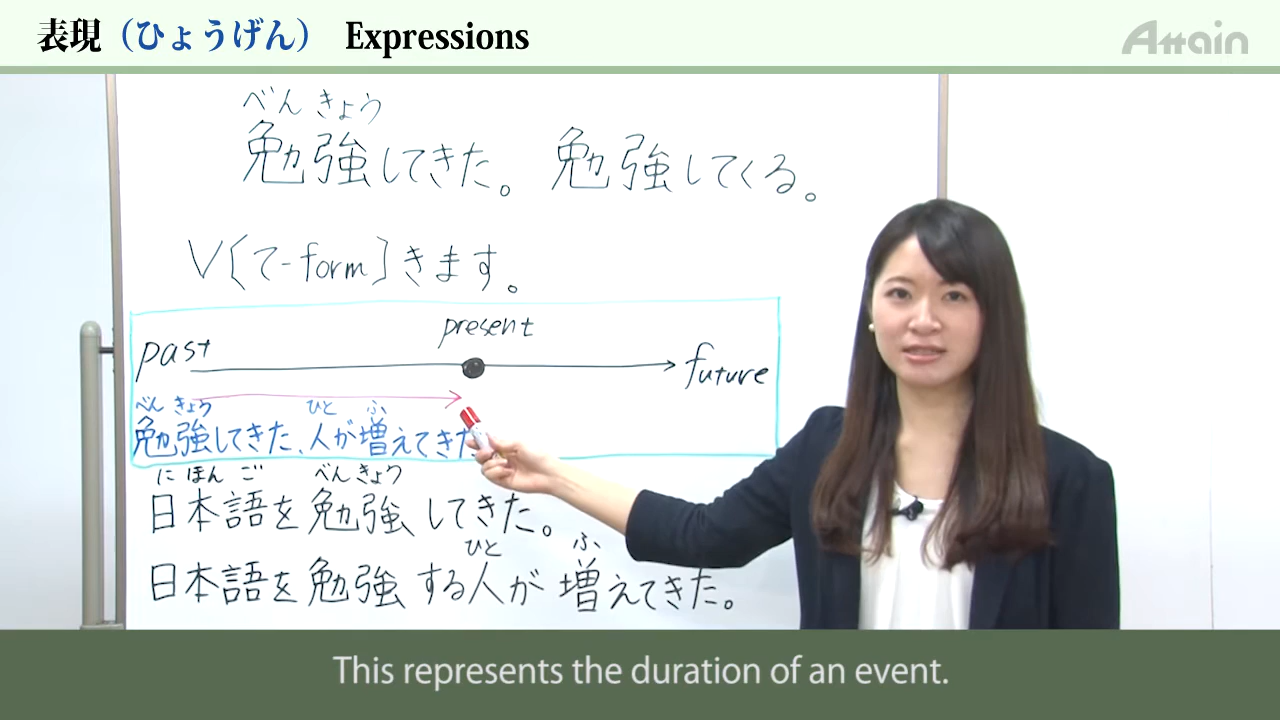 表現（ひょうげん） Expressions
Attain
べんきょう
勉強してきた。 勉強してくる。
V〔て-form〕きます。
present
past
future
べんきょう ひと ふ
勉強してきた、人が増えてきた
にほんご べんきょう
日本語を勉強してきた。
ひと ふ
日本語を勉強する人が増えてきた。
This represents the duration of an event.